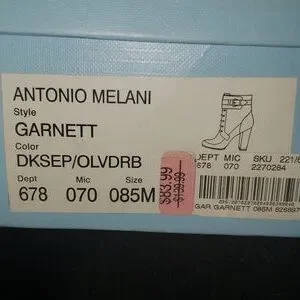 ANTONIO MELANI
Style
GARNETT
Color
DKSEP/OLVDRB
Dept Mic Size
678 070 085M
$83.99
DEPT MIC SKU
678 070 2270284
GAR GARNETT 085M